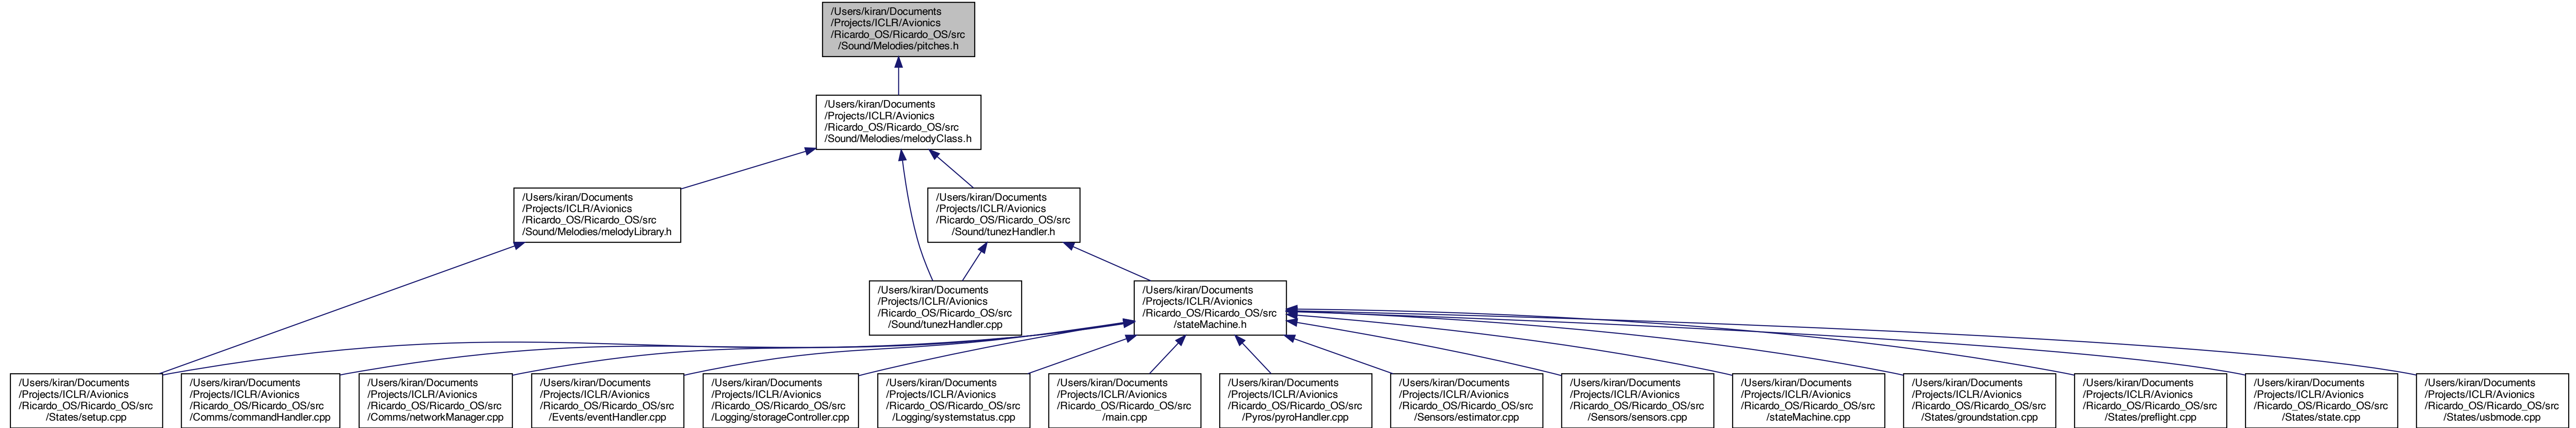 /Users/kiran/Documents
/Projects/ICLR/Avionics
/Ricardo_OS/Ricardo_OS/src
/Sound/Melodies/pitches.h
/Users/kiran/Documents
/Projects/ICLR/Avionics
/Ricardo_OS/Ricardo_OS/src
/Sound/Melodies/melodyClass.h
/Users/kiran/Documents
/Projects/ICLR/Avionics
/Ricardo_OS/Ricardo_OS/src
/Sound/Melodies/melodyLibrary.h
/Users/kiran/Documents
/Projects/ICLR/Avionics
/Ricardo_OS/Ricardo_OS/src
/Sound/tunezHandler.h
/Users/kiran/Documents
/Projects/ICLR/Avionics
/Ricardo_OS/Ricardo_OS/src
/Sound/tunezHandler.cpp
/Users/kiran/Documents
/Projects/ICLR/Avionics
/Ricardo_OS/Ricardo_OS/src
/stateMachine.h
/Users/kiran/Documents
/Projects/ICLR/Avionics
/Ricardo_OS/Ricardo_OS/src
/States/setup.cpp
/Users/kiran/Documents
/Projects/ICLR/Avionics
/Ricardo_OS/Ricardo_OS/src
/Comms/commandHandler.cpp
/Users/kiran/Documents
/Projects/ICLR/Avionics
/Ricardo_OS/Ricardo_OS/src
/Comms/networkManager.cpp
/Users/kiran/Documents
/Projects/ICLR/Avionics
/Ricardo_OS/Ricardo_OS/src
/Events/eventHandler.cpp
/Users/kiran/Documents
/Projects/ICLR/Avionics
/Ricardo_OS/Ricardo_OS/src
/Logging/storageController.cpp
/Users/kiran/Documents
/Projects/ICLR/Avionics
/Ricardo_OS/Ricardo_OS/src
/Logging/systemstatus.cpp
/Users/kiran/Documents
/Projects/ICLR/Avionics
/Ricardo_OS/Ricardo_OS/src
/main.cpp
/Users/kiran/Documents
/Projects/ICLR/Avionics
/Ricardo_OS/Ricardo_OS/src
/Pyros/pyroHandler.cpp
/Users/kiran/Documents
/Projects/ICLR/Avionics
/Ricardo_OS/Ricardo_OS/src
/Sensors/estimator.cpp
/Users/kiran/Documents
/Projects/ICLR/Avionics
/Ricardo_OS/Ricardo_OS/src
/Sensors/sensors.cpp
/Users/kiran/Documents
/Projects/ICLR/Avionics
/Ricardo_OS/Ricardo_OS/src
/stateMachine.cpp
/Users/kiran/Documents
/Projects/ICLR/Avionics
/Ricardo_OS/Ricardo_OS/src
/States/groundstation.cpp
/Users/kiran/Documents
/Projects/ICLR/Avionics
/Ricardo_OS/Ricardo_OS/src
/States/preflight.cpp
/Users/kiran/Documents
/Projects/ICLR/Avionics
/Ricardo_OS/Ricardo_OS/src
/States/state.cpp
/Users/kiran/Documents
/Projects/ICLR/Avionics
/Ricardo_OS/Ricardo_OS/src
/States/usbmode.cpp